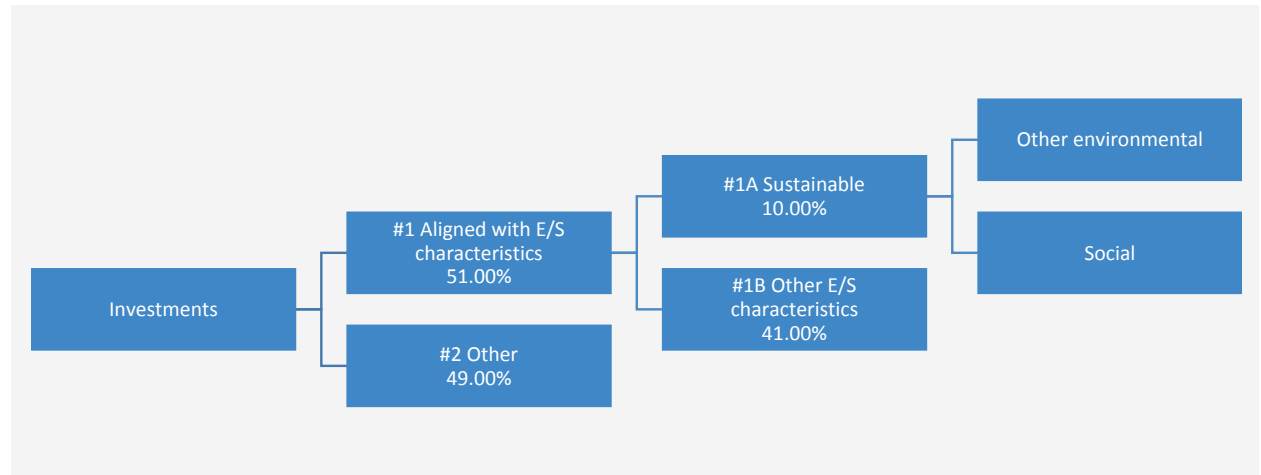 Investments
#1 Aligned with E/S
characteristics
51.00%
#2 Other
49.00%
#1A Sustainable
10.00%
#1B Other E/S
characteristics
41.00%
Other environmental
Social